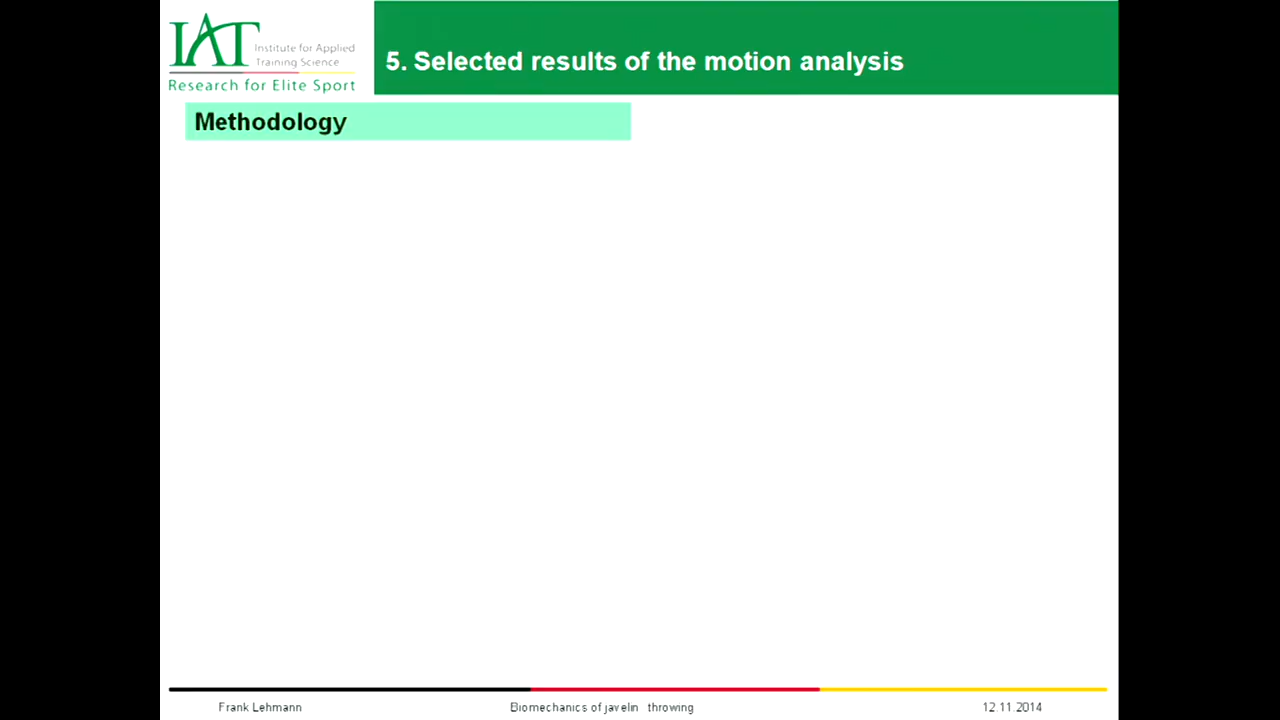 IAT
Institute for Applied
Training Science
Research for Elite Sport
5. Selected results of the motion analysis
Methodology
Frank Lehmann
Biomechanics of javelin throwing
12.11.2014